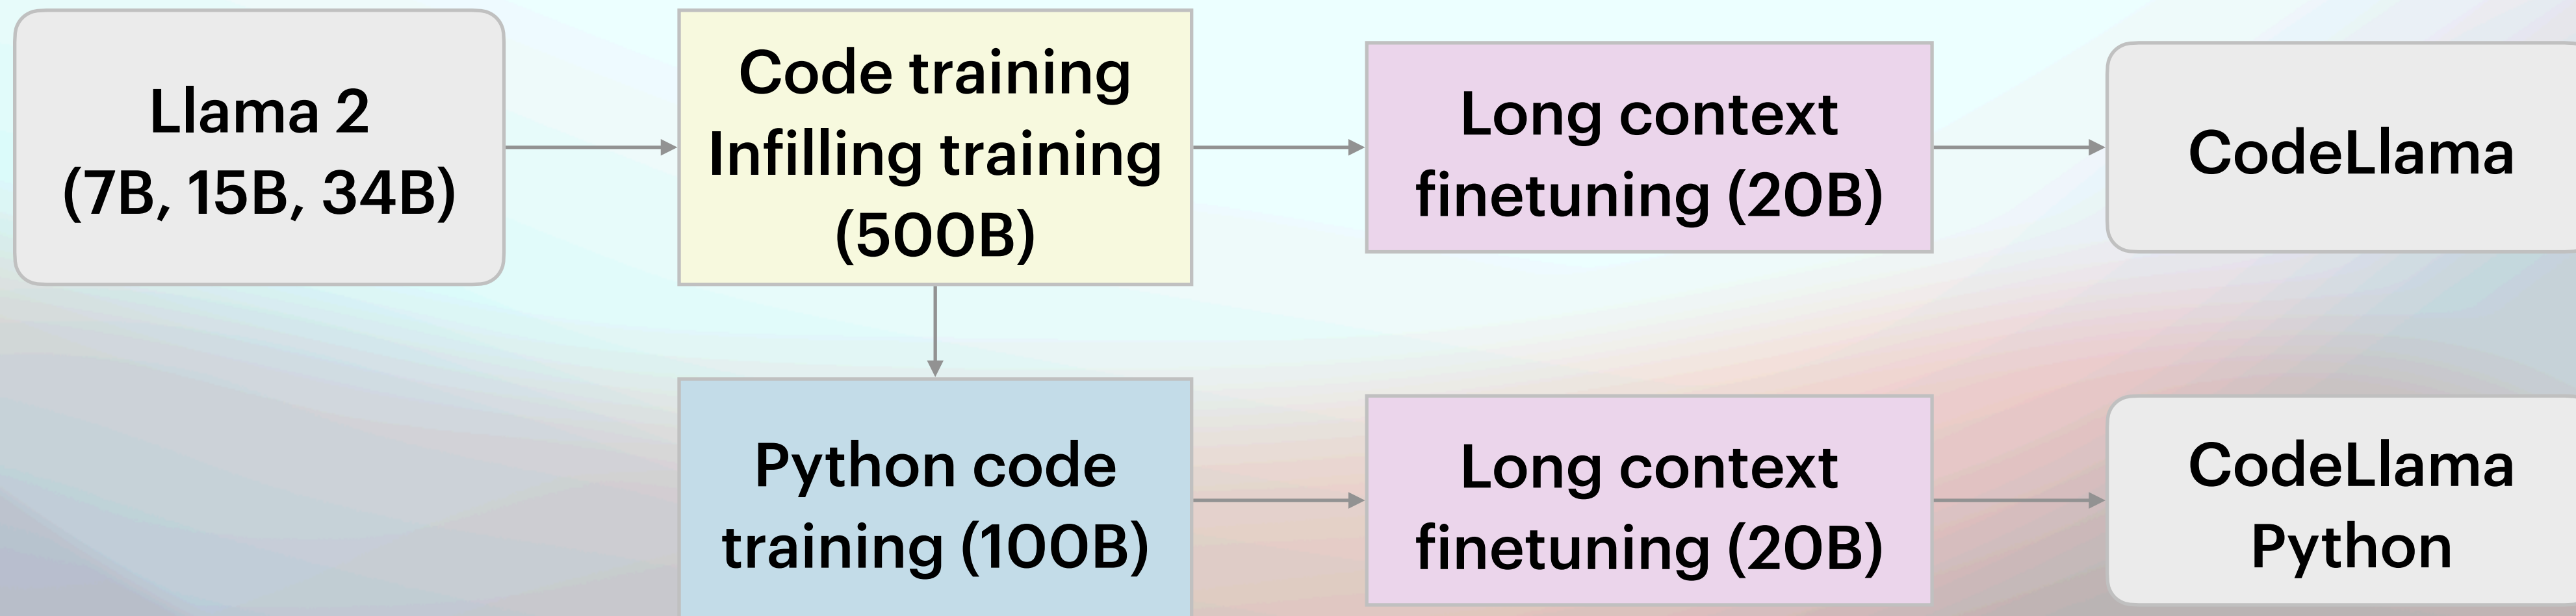 Llama 2
(7B, 15B, 34B)
Code training
Infilling training
(500B)
Long context
finetuning (20B)
CodeLlama
Python code
training (100B)
Long context
finetuning (20B)
CodeLlama
Python